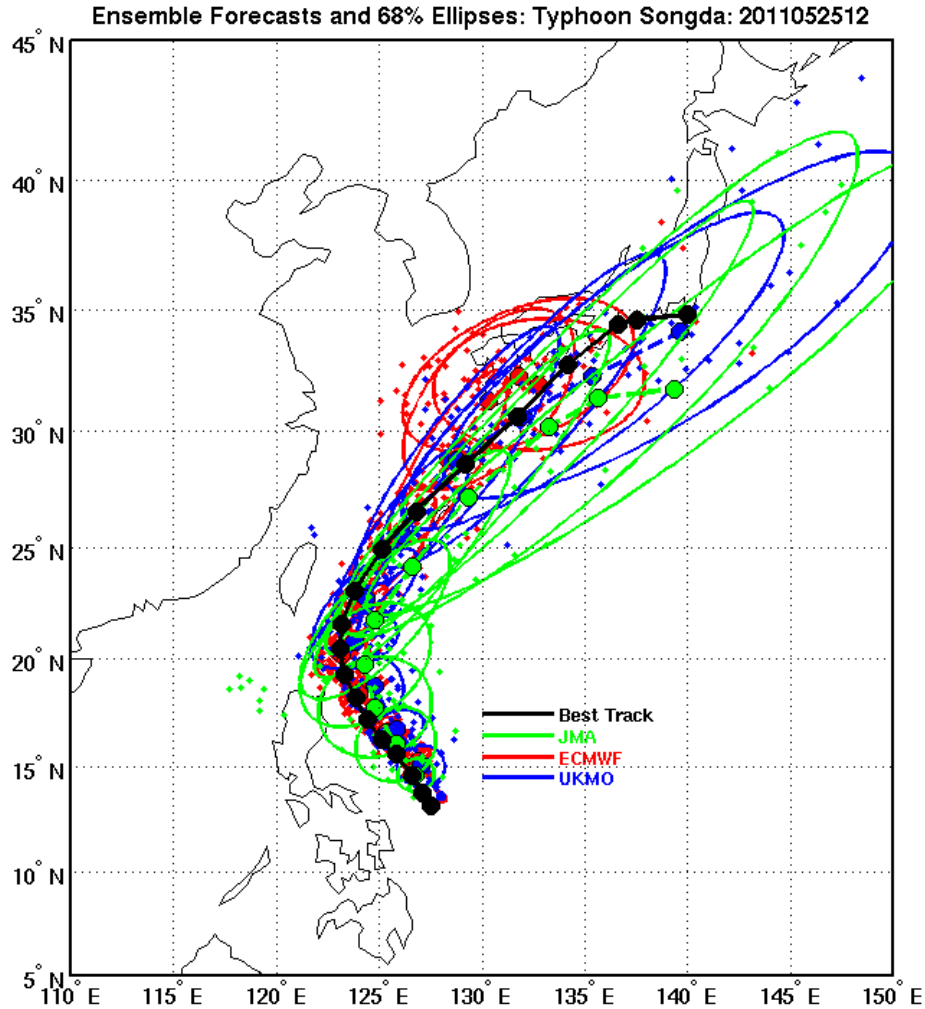 Ensemble Forecasts and 68% Ellipses: Typhoon Songda: 2011052512
45° N
40° N
35° N
30° N
25° N
20° N
15° N
10° N
5° N
Best Track
JMA
ECMWF
UKMO
110° E
115° E
120° E
125° E
130° E
135° E
140° E
145° E
150° E